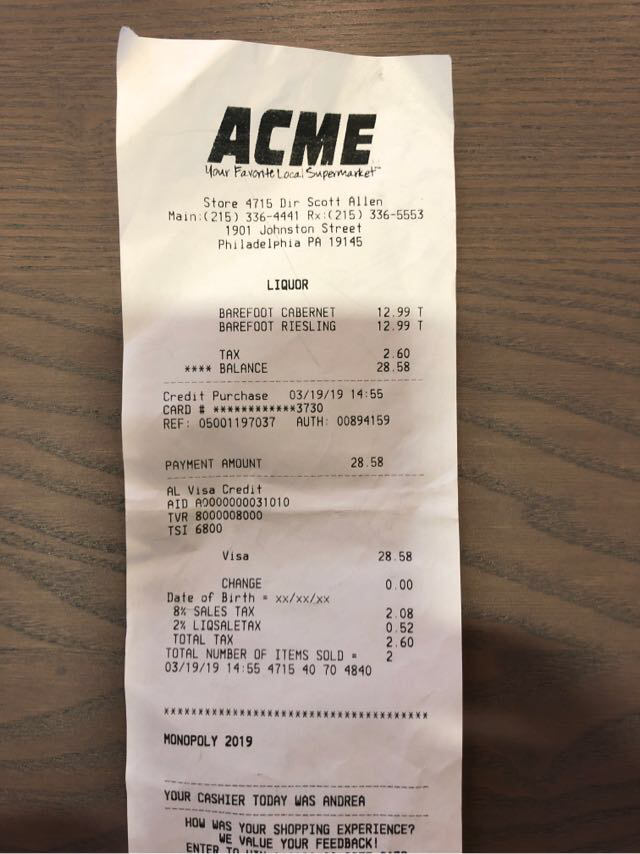 ACME
Your Favorite Local Supermarket™
Store 4715 Dir Scott Allen
Main:(215) 336-4441 Rx:(215) 336-5553
1901 Johnston Street
Philadelphia PA 19145
LIQUOR
BAREFOOT CABERNET 12.99 T
BAREFOOT RIESLING 12.99 T
TAX 2.60
**** BALANCE 28.58
Credit Purchase 03/19/19 14:55
CARD # ************3730
REF: 05001197037 AUTH: 00894159
PAYMENT AMOUNT 28.58
AL Visa Credit
AID A0000000031010
TVR 8000008000
TSI 6800
Visa 28.58
CHANGE 0.00
Date of Birth = xx/xx/xx
8% SALES TAX 2.08
2% LIQSALETAX 0.52
TOTAL TAX 2.60
TOTAL NUMBER OF ITEMS SOLD = 2
03/19/19 14:55 4715 40 70 4840
****************************************
MONOPOLY 2019
YOUR CASHIER TODAY WAS ANDREA
HOW WAS YOUR SHOPPING EXPERIENCE?
WE VALUE YOUR FEEDBACK!
ENTER TO WIN